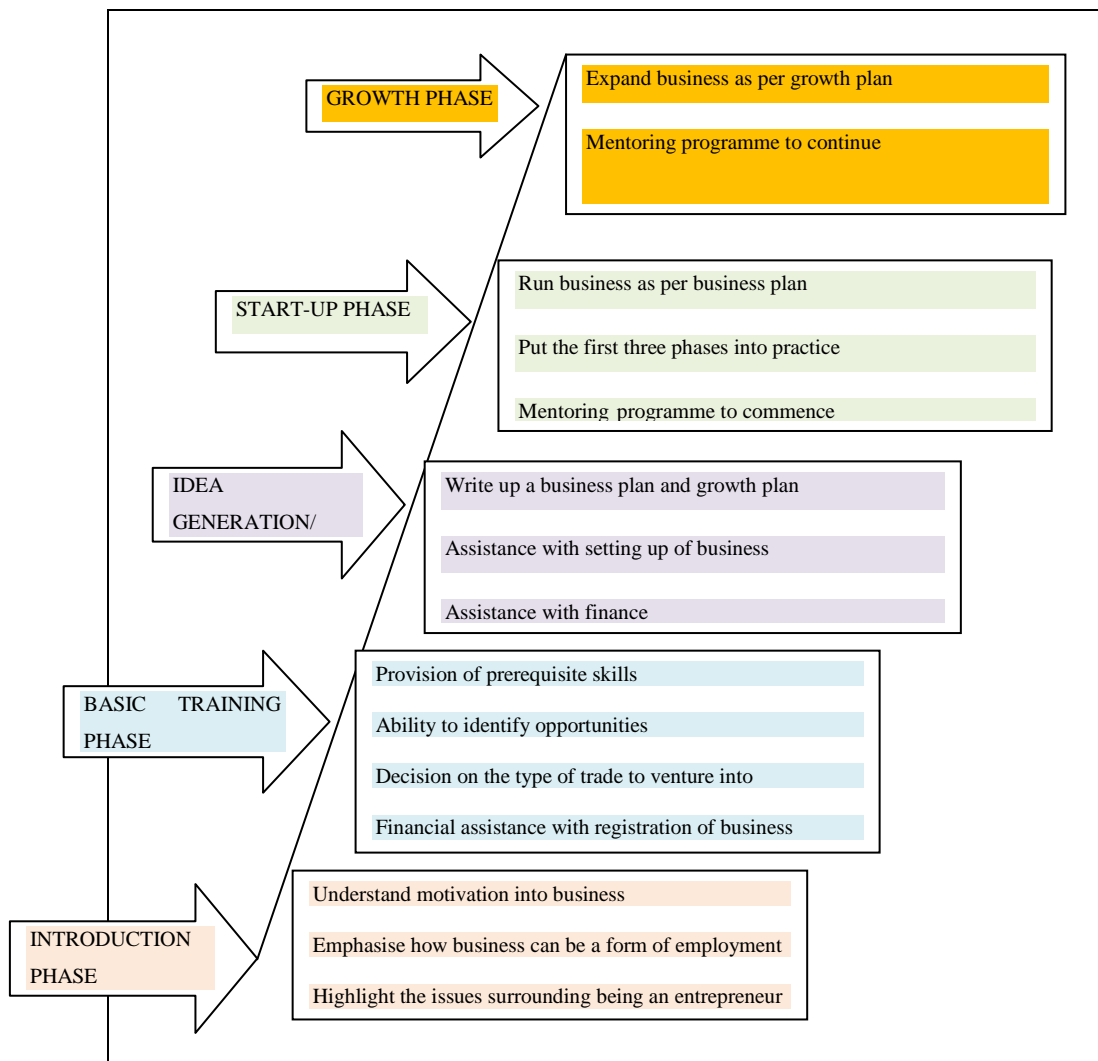 GROWTH PHASE
Expand business as per growth plan
Mentoring programme to continue
START-UP PHASE
Run business as per business plan
Put the first three phases into practice
Mentoring programme to commence
IDEA
GENERATION/
Write up a business plan and growth plan
Assistance with setting up of business
Assistance with finance
BASIC TRAINING
PHASE
Provision of prerequisite skills
Ability to identify opportunities
Decision on the type of trade to venture into
Financial assistance with registration of business
INTRODUCTION
PHASE
Understand motivation into business
Emphasise how business can be a form of employment
Highlight the issues surrounding being an entrepreneur